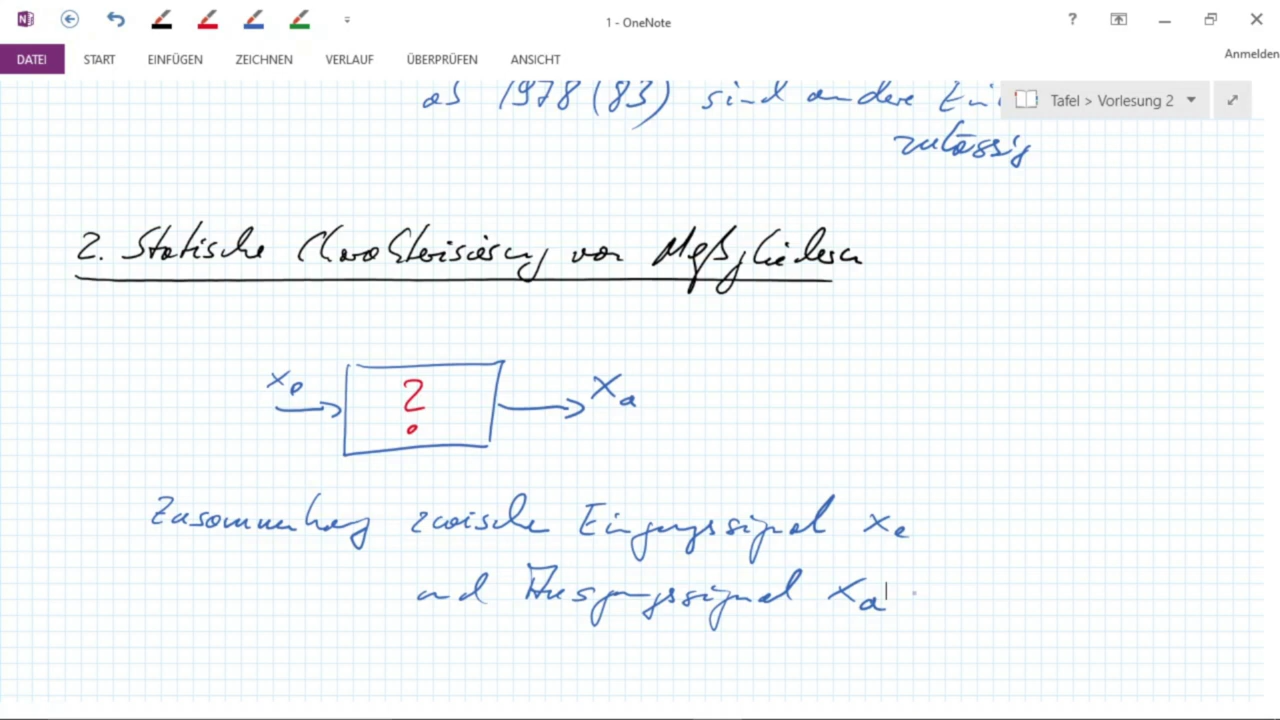 1 - OneNote
DATEI START EINFÜGEN ZEICHNEN VERLAUF ÜBERPRÜFEN ANSICHT Anmelden
Tafel > Vorlesung 2
ab 1978 (83) sind andere Ein
zulässig
2. Statische Charakterisierung von Meßgliedern
xe ? xa
Zusammenhang zwischen Eingangssignal xe
und Ausgangssignal xa